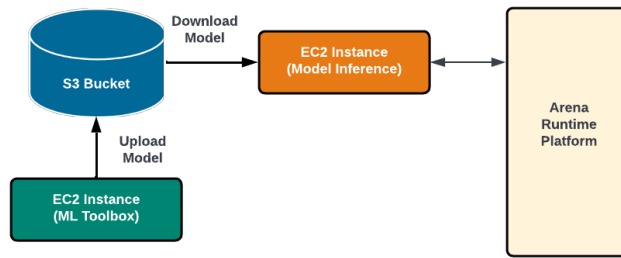 Download
Model
S3 Bucket
EC2 Instance
(Model Inference)
Arena
Runtime
Platform
Upload
Model
EC2 Instance
(ML Toolbox)